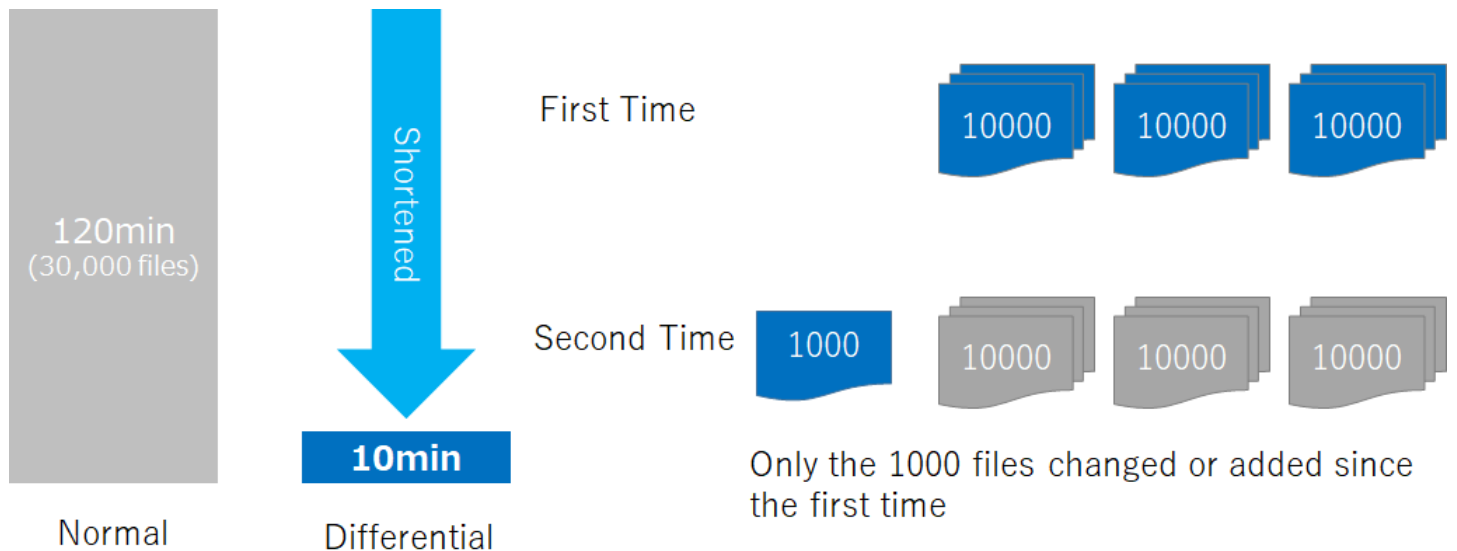 120min
(30,000 files)
Normal
Shortened
10min
Differential
First Time
10000
10000
10000
Second Time
1000
10000
10000
10000
Only the 1000 files changed or added since
the first time